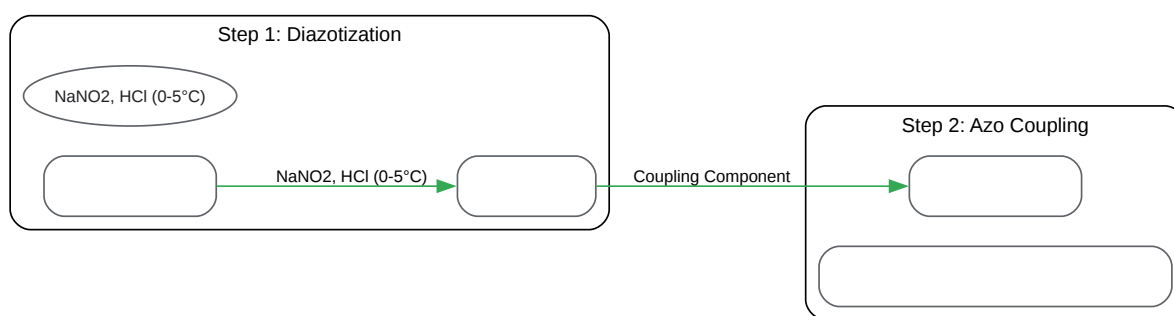 Step 1: Diazotization
NaNO2, HCl (0-5°C)
NaNO2, HCl (0-5°C)
Coupling Component
Step 2: Azo Coupling